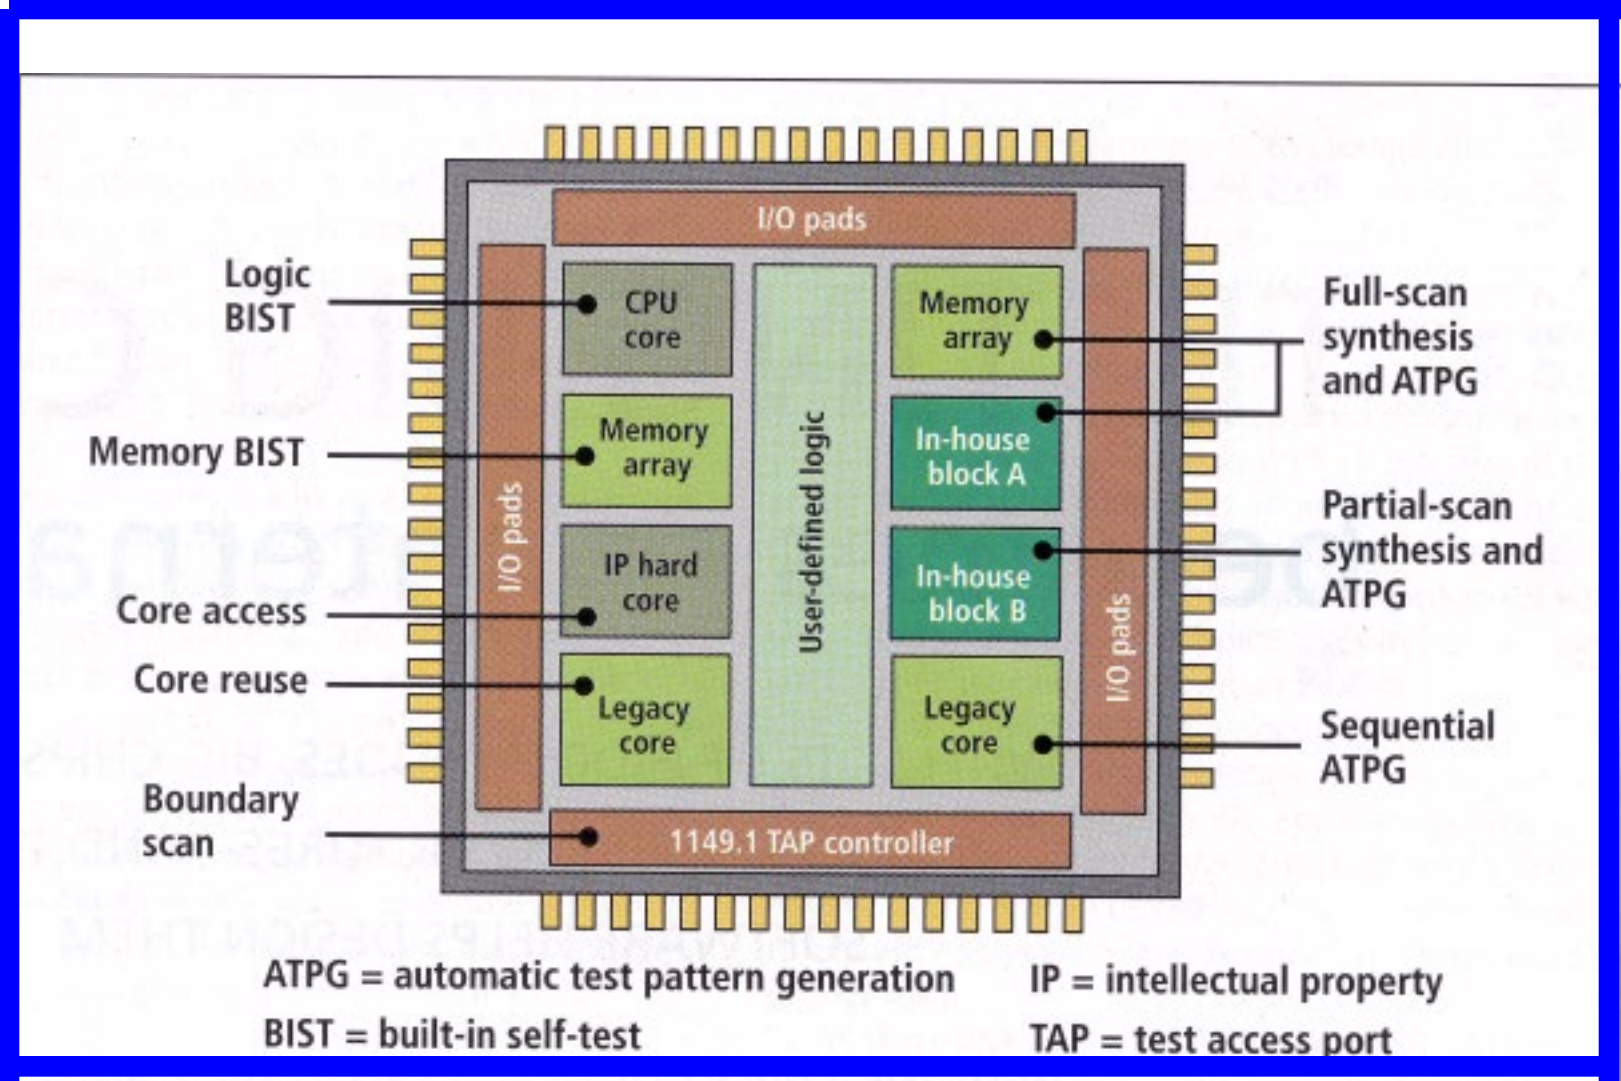 I/O pads
Logic
BIST
CPU
core
Memory
array
Full-scan
synthesis
and ATPG
Memory BIST
Memory
array
I/O pads
User-defined logic
In-house
block A
Partial-scan
synthesis and
ATPG
Core access
IP hard
core
In-house
block B
I/O pads
Core reuse
Legacy
core
Legacy
core
Sequential
ATPG
Boundary
scan
1149.1 TAP controller
ATPG = automatic test pattern generation
IP = intellectual property
BIST = built-in self-test
TAP = test access port